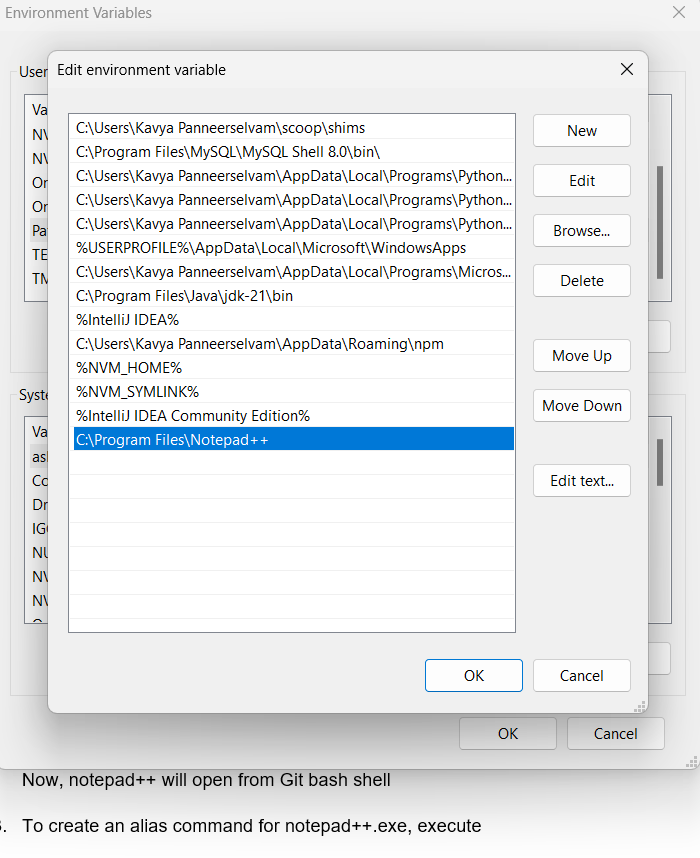 Environment Variables
Edit environment variable
User
Va
NV
NV
Or
Or
Pa
TE
TM
C:\Users\Kavya Panneerselvam\scoop\shims
C:\Program Files\MySQL\MySQL Shell 8.0\bin\
C:\Users\Kavya Panneerselvam\AppData\Local\Programs\Python...
C:\Users\Kavya Panneerselvam\AppData\Local\Programs\Python...
C:\Users\Kavya Panneerselvam\AppData\Local\Programs\Python...
%USERPROFILE%\AppData\Local\Microsoft\WindowsApps
C:\Users\Kavya Panneerselvam\AppData\Local\Programs\Micros...
C:\Program Files\Java\jdk-21\bin
%IntelliJ IDEA%
C:\Users\Kavya Panneerselvam\AppData\Roaming\npm
%NVM_HOME%
%NVM_SYMLINK%
%IntelliJ IDEA Community Edition%
C:\Program Files\Notepad++
New
Edit
Browse...
Delete
Move Up
Move Down
Edit text...
Syste
Va
as
Co
Dr
IG
NU
NV
NV
OK
Cancel
OK
Cancel
Now, notepad++ will open from Git bash shell
To create an alias command for notepad++.exe, execute